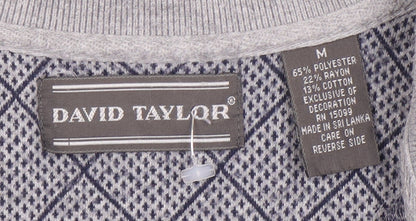 DAVID TAYLOR®
M
65% POLYESTER
22% RAYON
13% COTTON
EXCLUSIVE OF
DECORATION
RN 15099
MADE IN SRI LANKA
CARE ON
REVERSE SIDE